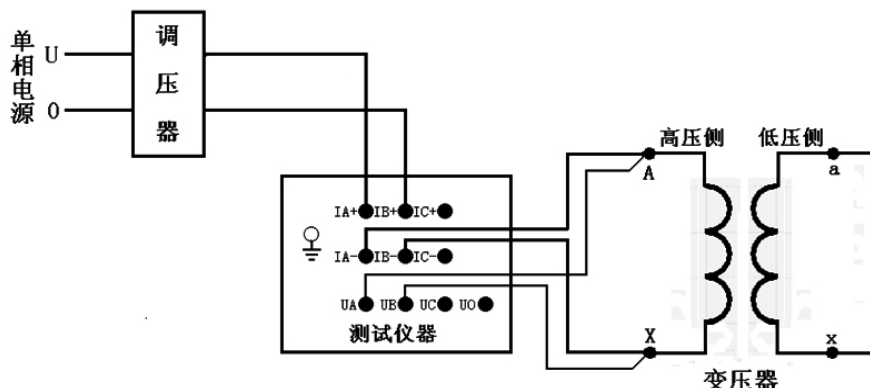 单相电源
U
0
调压器
高压侧 低压侧
A a
IA+ IB+ IC+
IA- IB- IC-
UA UB UC UO
测试仪器
X x
变压器